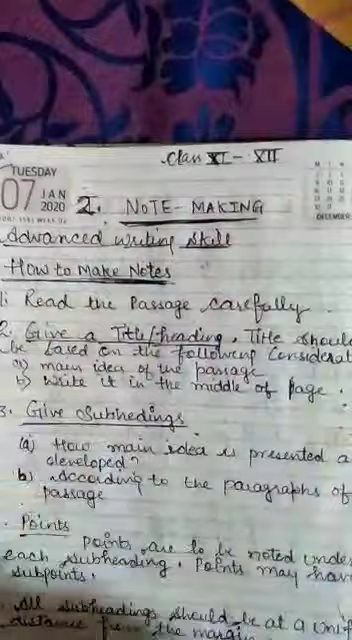 Class XI - XII
TUESDAY
07 JAN
2020
DECEMBER
2. NOTE-MAKING
Advanced writing skill
How to Make Notes
1. Read the Passage carefully.
2. Give a Title/heading. Title should
be based on the following Considerat
a) main idea of the passage
b) Write it in the middle of Page.
3. Give Subhedings
(a) How main idea is presented a
developed?
b) According to the paragraphs of
passage
. Points
Points are to be noted unde
each subheading. Points may hav
subpoints.
. All subheadings should be at a unif
distance from the margin